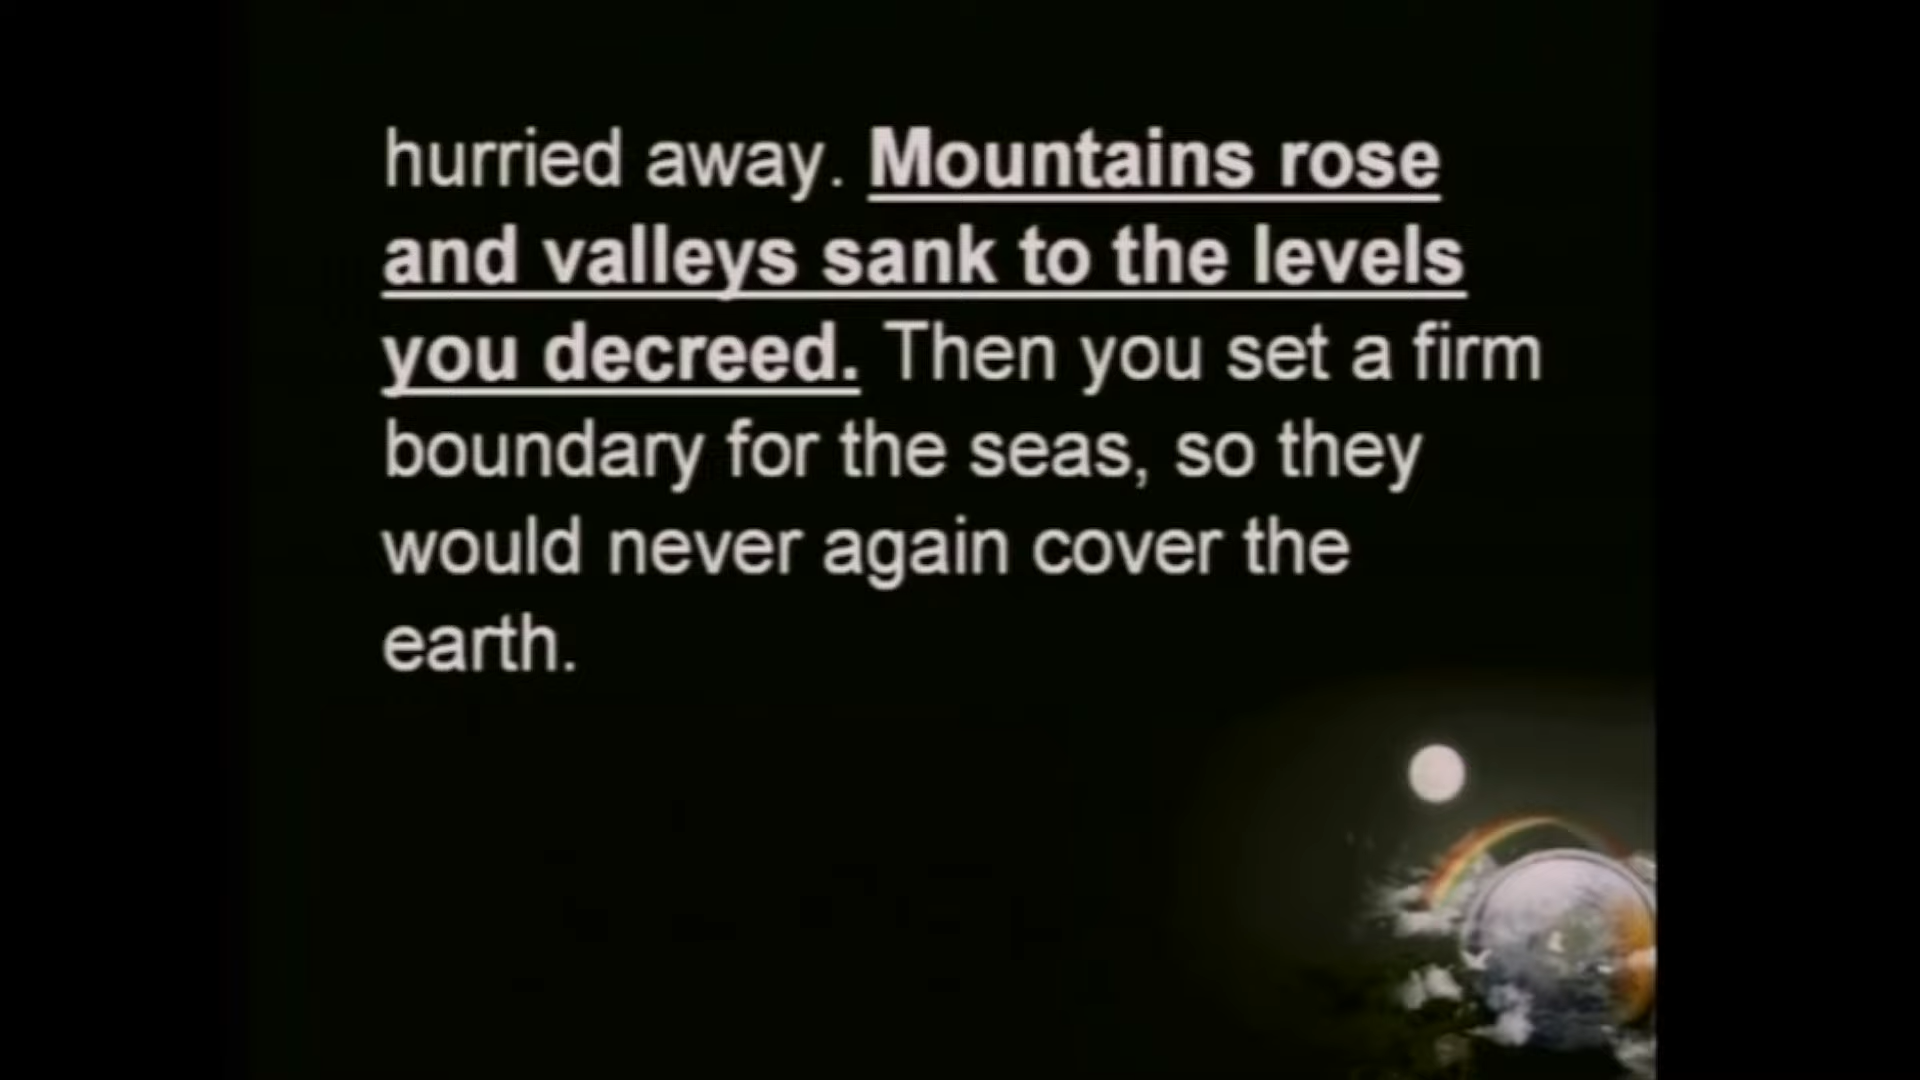 hurried away. Mountains rose
and valleys sank to the levels
you decreed. Then you set a firm
boundary for the seas, so they
would never again cover the
earth.